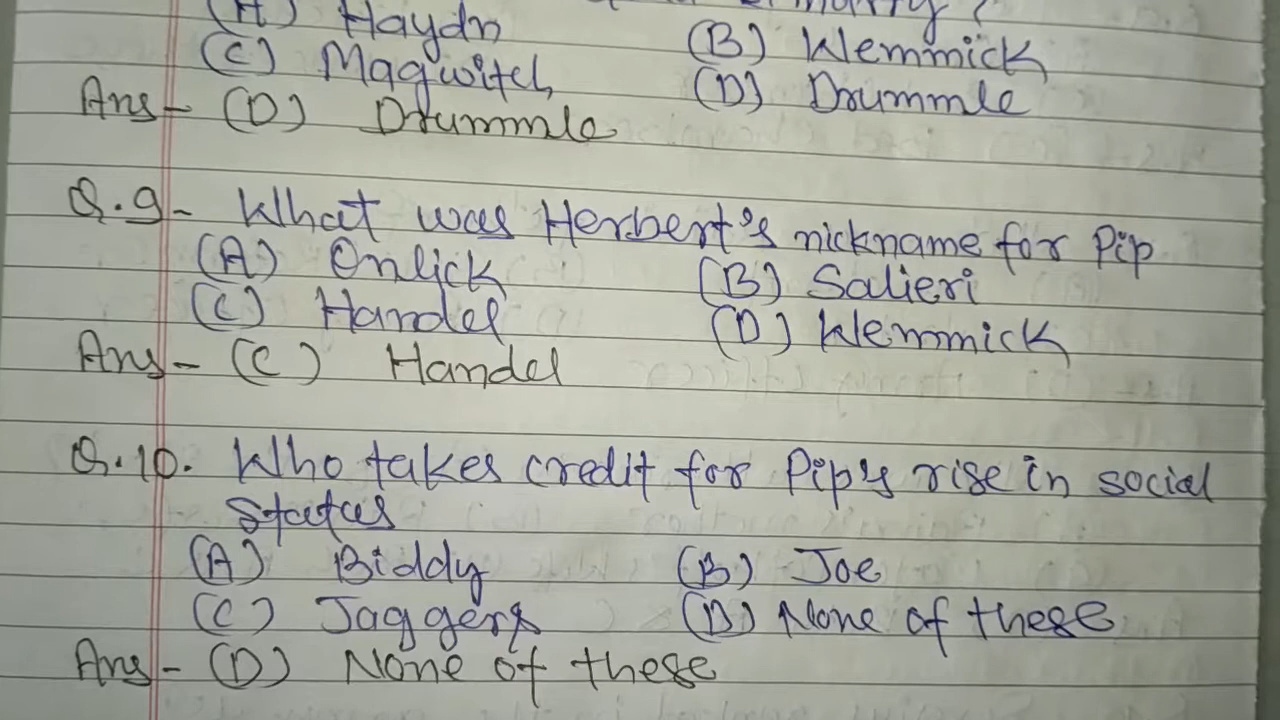 marry?
(A) Haydn (B) Wemmick
(C) Magwitch (D) Drummle
Ans- (D) Drummle
Q.9- What was Herbert's nickname for Pip
(A) Onlick (B) Salieri
(C) Handel (D) Wemmick
Ans- (C) Handel
Q.10. Who takes credit for Pip's rise in social
status
(A) Biddy (B) Joe
(C) Jaggers (D) None of these
Ans- (D) None of these